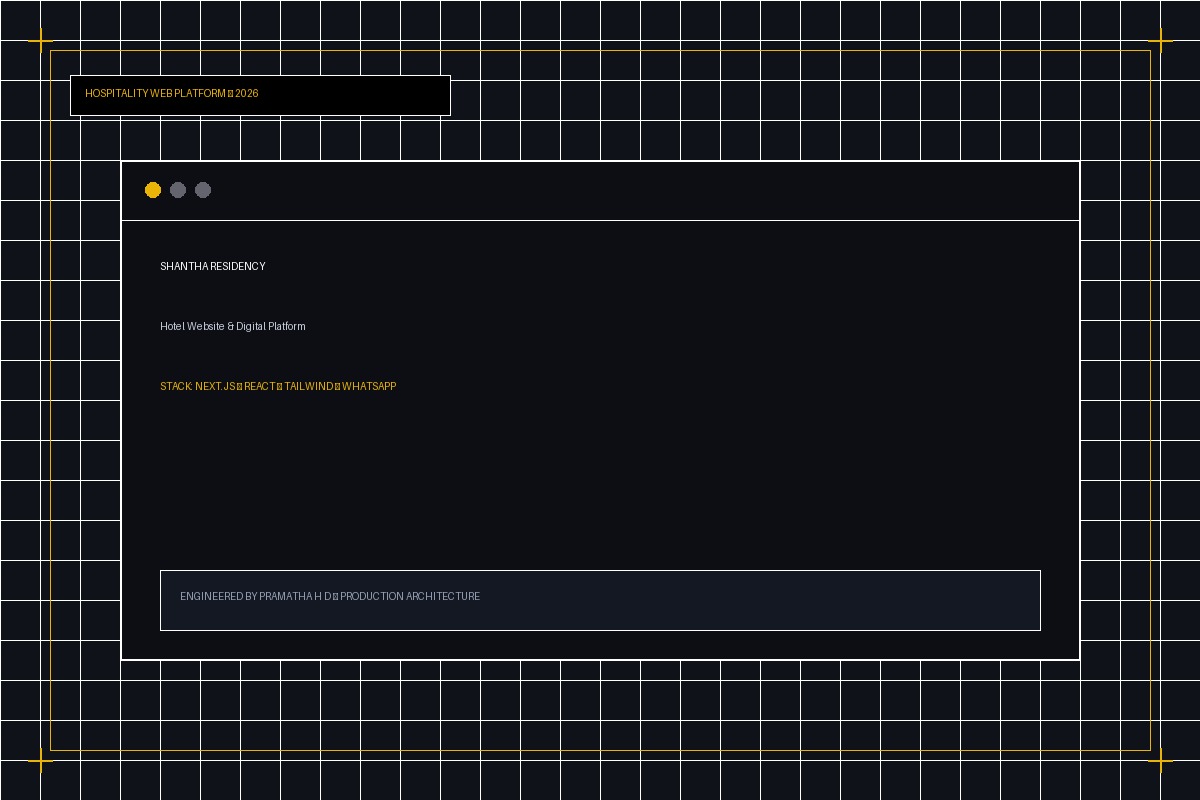 HOSPITALITY WEB PLATFORM 2026
SHANTHA RESIDENCY
Hotel Website & Digital Platform
STACK: NEXT.JS REACT TAILWIND WHATSAPP
ENGINEERED BY PRAMATHA H D PRODUCTION ARCHITECTURE